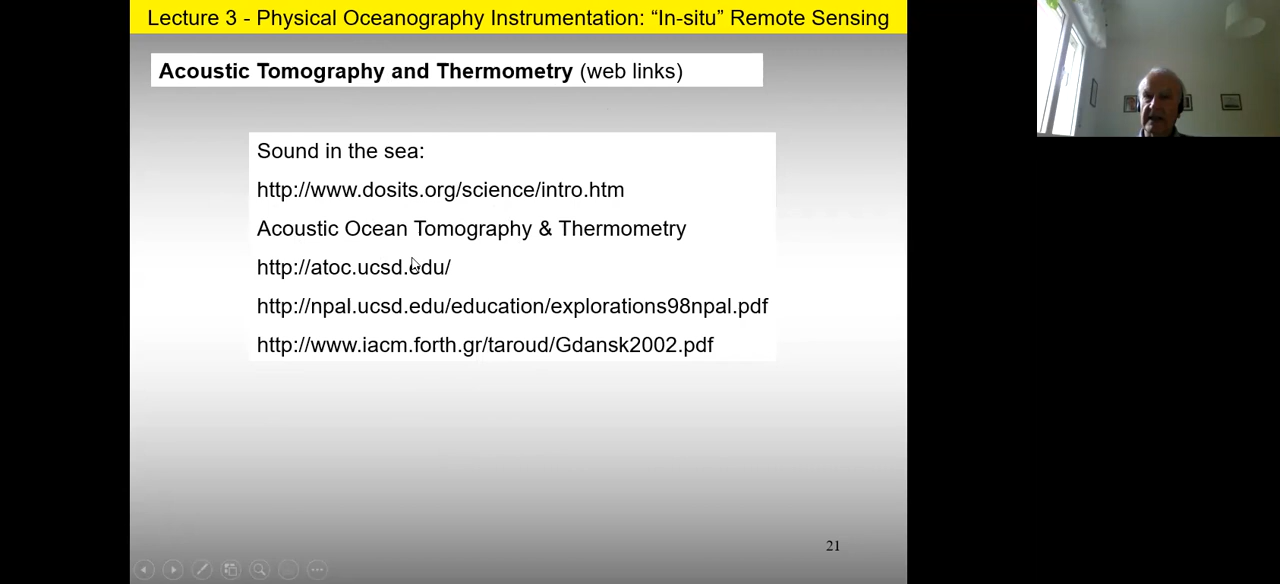 Lecture 3 - Physical Oceanography Instrumentation: “In-situ” Remote Sensing
Acoustic Tomography and Thermometry (web links)
Sound in the sea:
http://www.dosits.org/science/intro.htm
Acoustic Ocean Tomography & Thermometry
http://atoc.ucsd.edu/
http://npal.ucsd.edu/education/explorations98npal.pdf
http://www.iacm.forth.gr/taroud/Gdansk2002.pdf
21